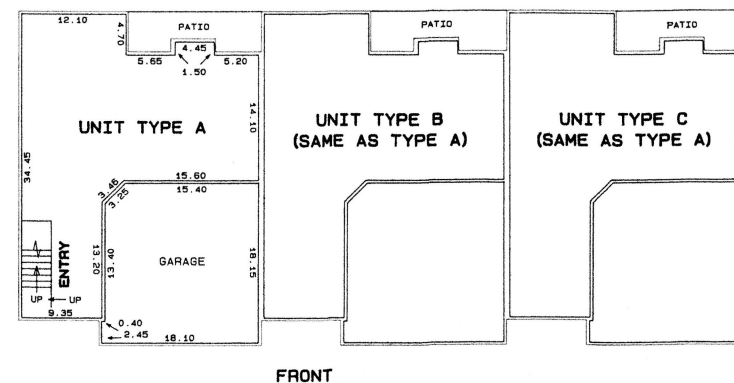 PATIO
PATIO
PATIO
12.10
4.70
4.45
5.65
5.20
1.50
UNIT TYPE A
14.10
UNIT TYPE B
(SAME AS TYPE A)
UNIT TYPE C
(SAME AS TYPE A)
34.45
15.60
15.40
3.46
3.25
13.20
13.40
GARAGE
18.15
ENTRY
UP
UP
9.35
0.40
2.45
18.10
FRONT